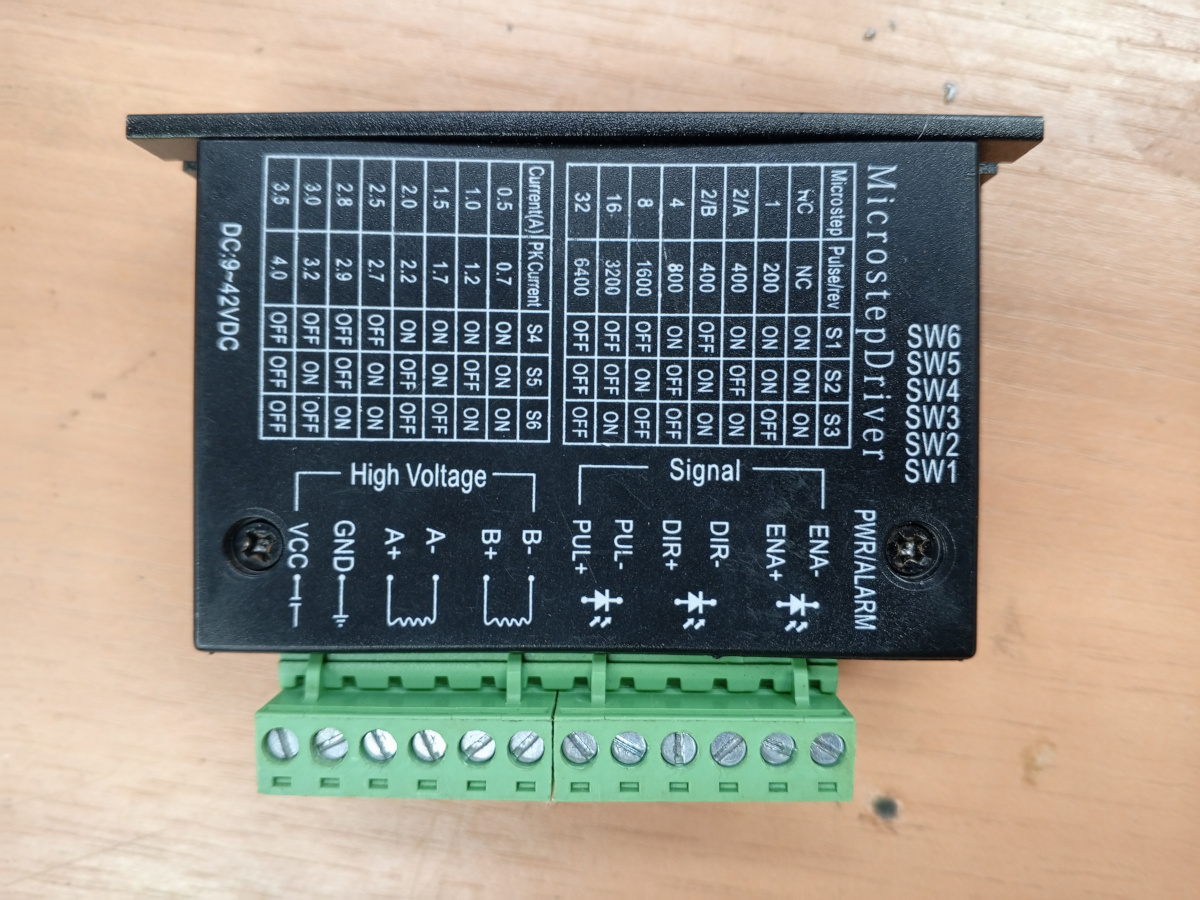 SW6
SW5
SW4
SW3
SW2
SW1
PWR/ALARM
MicrostepDriver
Microstep Pulse/rev S1 S2 S3
NC NC ON ON ON
1 200 ON ON OFF
2/A 400 ON OFF ON
2/B 400 OFF ON ON
4 800 ON OFF OFF
8 1600 OFF ON OFF
16 3200 OFF OFF ON
32 6400 OFF OFF OFF
Current(A) PK Current S4 S5 S6
0.5 0.7 ON ON ON
1.0 1.2 ON OFF ON
1.5 1.7 ON ON OFF
2.0 2.2 ON OFF OFF
2.5 2.7 OFF ON ON
2.8 2.9 OFF OFF ON
3.0 3.2 OFF ON OFF
3.5 4.0 OFF OFF OFF
DC:9~42VDC
Signal
ENA-
ENA+
DIR-
DIR+
PUL-
PUL+
High Voltage
B-
B+
A-
A+
GND
VCC